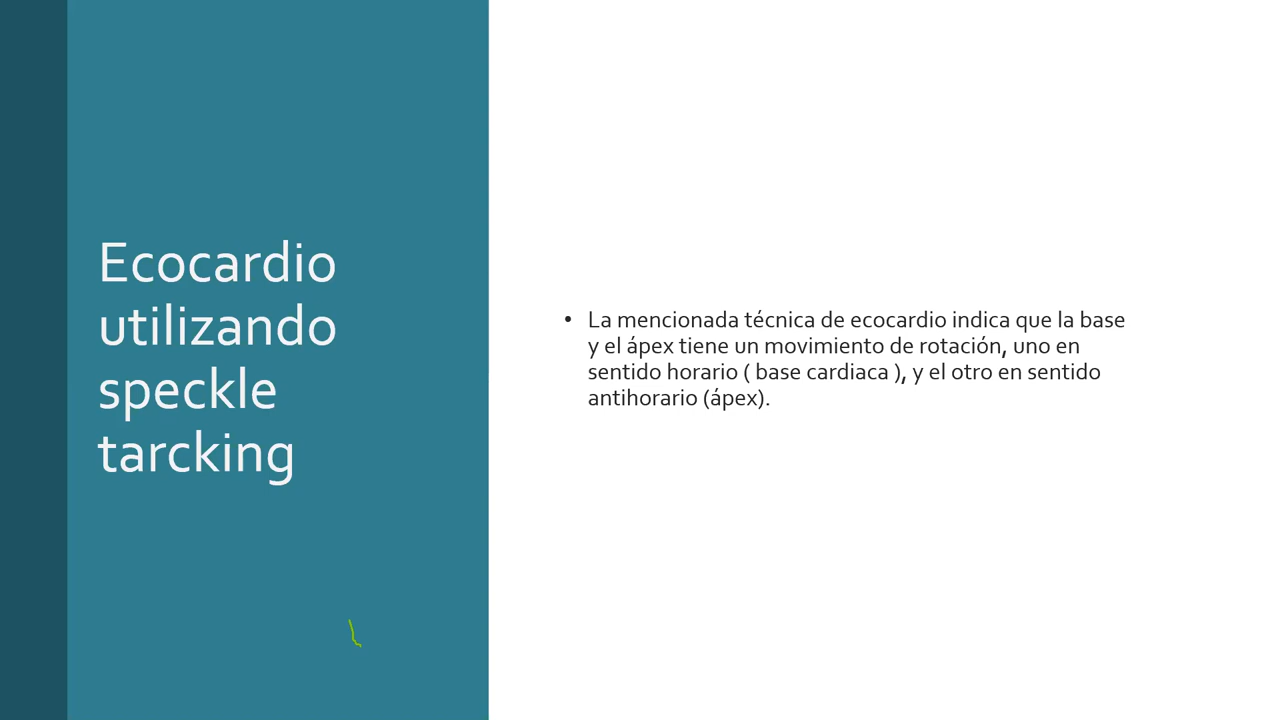 Ecocardio
utilizando
speckle
tarcking
• La mencionada técnica de ecocardio indica que la base
y el ápex tiene un movimiento de rotación, uno en
sentido horario ( base cardiaca ), y el otro en sentido
antihorario (ápex).